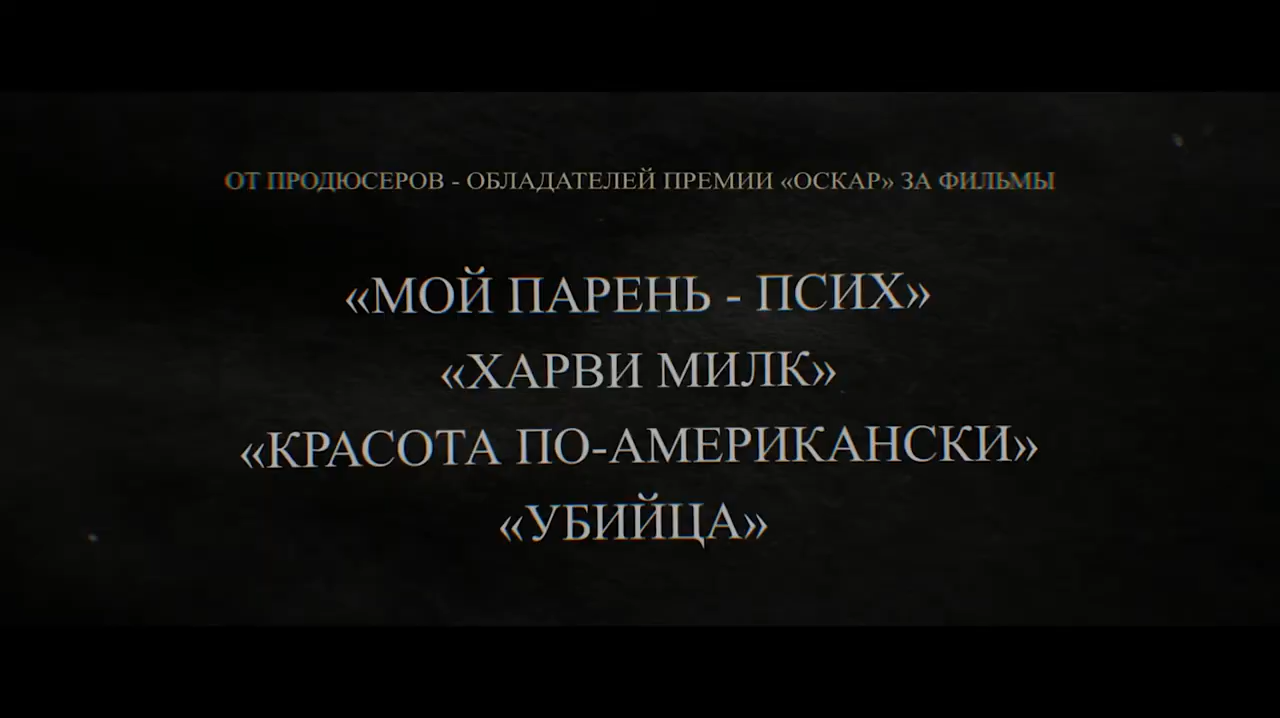 ОТ ПРОДЮСЕРОВ - ОБЛАДАТЕЛЕЙ ПРЕМИИ «ОСКАР» ЗА ФИЛЬМЫ
«МОЙ ПАРЕНЬ - ПСИХ»
«ХАРВИ МИЛК»
«КРАСОТА ПО-АМЕРИКАНСКИ»
«УБИЙЦА»